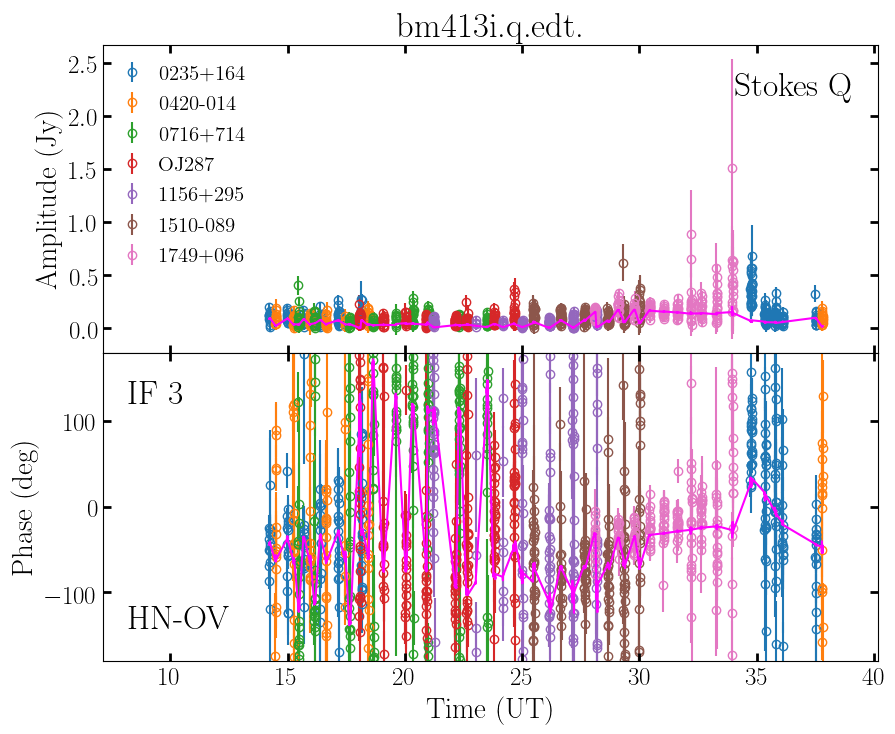 bm413i.q.edt.
Stokes Q
0235+164
0420-014
0716+714
OJ287
1156+295
1510-089
1749+096
Amplitude (Jy)
2.5
2.0
1.5
1.0
0.5
0.0
IF 3
HN-OV
Phase (deg)
100
0
−100
10
15
20
25
30
35
40
Time (UT)